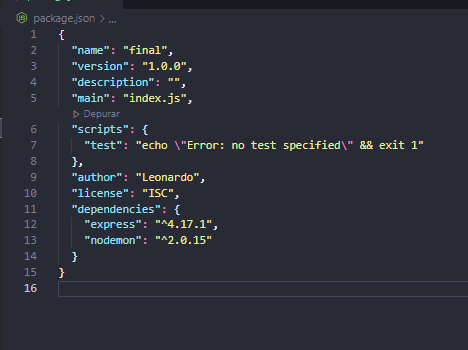 package.json > ...
1 {
2 "name": "final",
3 "version": "1.0.0",
4 "description": "",
5 "main": "index.js",
Depurar
6 "scripts": {
7 "test": "echo \"Error: no test specified\" && exit 1"
8 },
9 "author": "Leonardo",
10 "license": "ISC",
11 "dependencies": {
12 "express": "^4.17.1",
13 "nodemon": "^2.0.15"
14 }
15 }
16